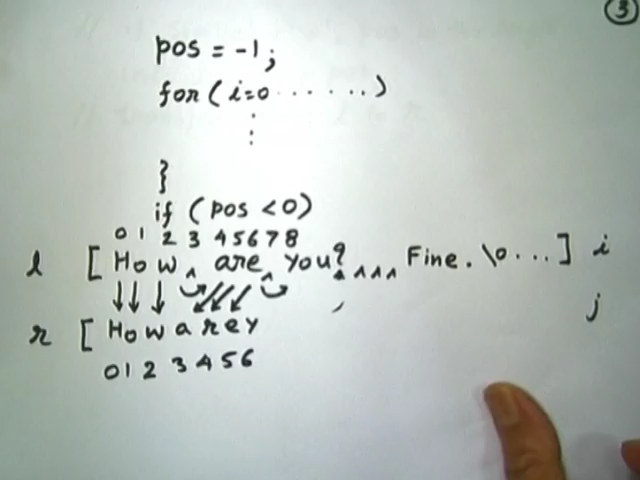 3
pos = -1;
for ( i=0 ......)
}
if ( pos < 0 )
0 1 2 3 4 5 6 7 8
l [ How ^ are ^ you? ^ ^ ^ ^ Fine. \0 ... ] i
r [ Howarey j
0 1 2 3 4 5 6